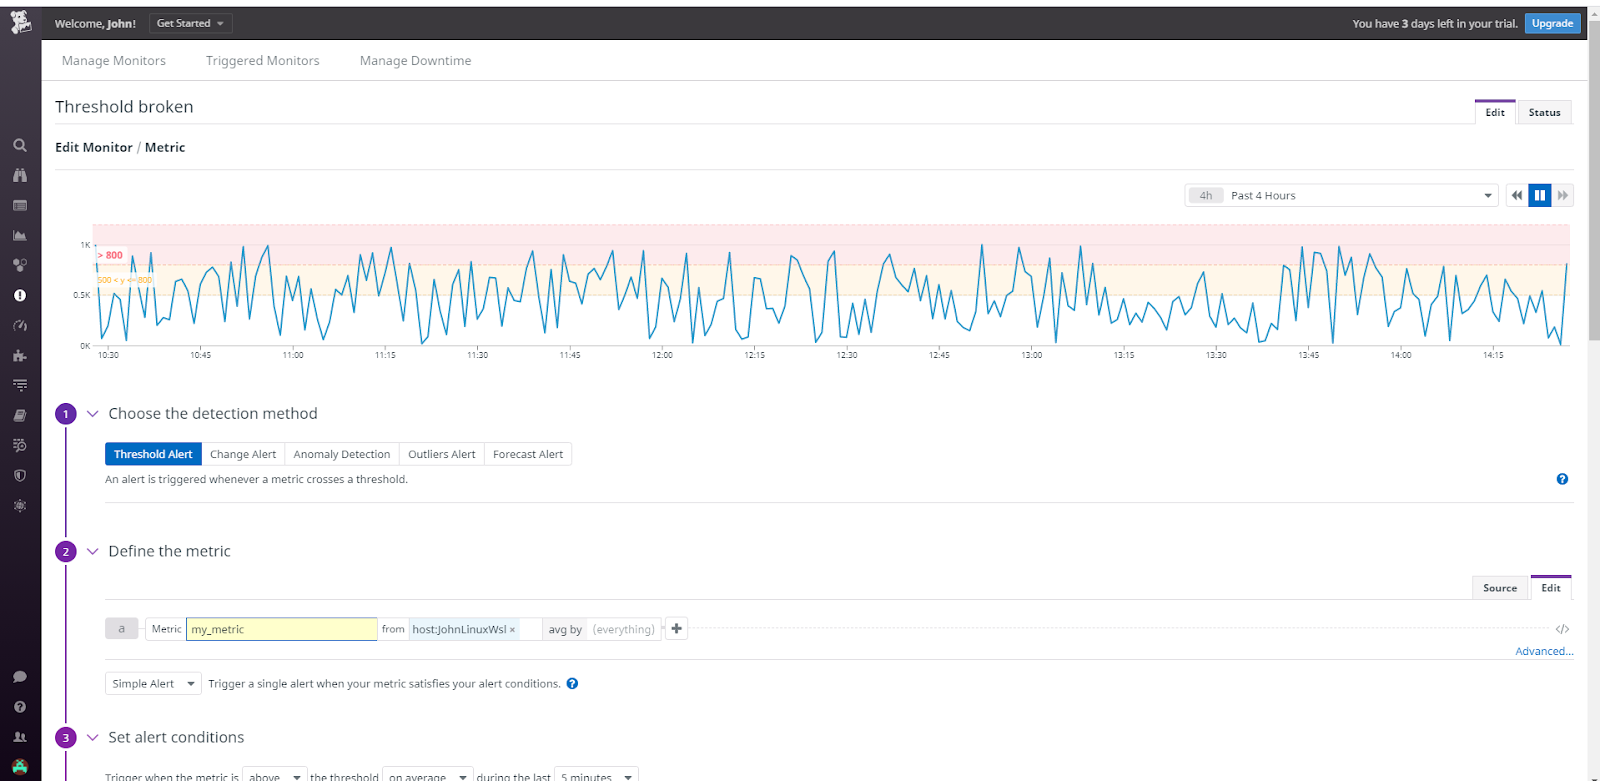 Welcome, John! Get Started You have 3 days left in your trial. Upgrade
Manage Monitors Triggered Monitors Manage Downtime
Threshold broken
Edit Status
Edit Monitor / Metric
4h Past 4 Hours
1K
> 800
500 < y <= 800
0.5K
0K
10:30 10:45 11:00 11:15 11:30 11:45 12:00 12:15 12:30 12:45 13:00 13:15 13:30 13:45 14:00 14:15
1 Choose the detection method
Threshold Alert Change Alert Anomaly Detection Outliers Alert Forecast Alert
An alert is triggered whenever a metric crosses a threshold. ?
2 Define the metric
Source Edit
a Metric my_metric from host:JohnLinuxWsl × avg by (everything) + </>
Advanced...
Simple Alert Trigger a single alert when your metric satisfies your alert conditions. ?
3 Set alert conditions
Trigger when the metric is above the threshold on average during the last 5 minutes